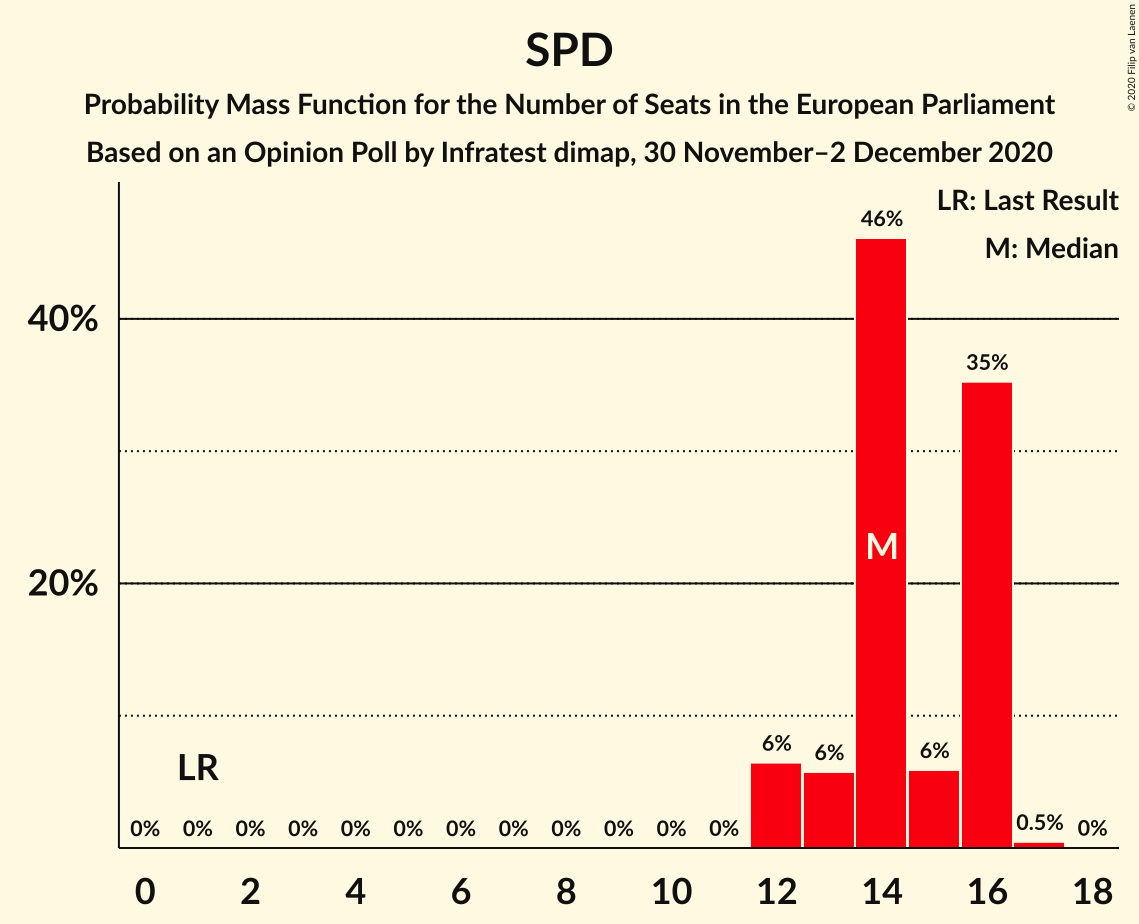 SPD
Probability Mass Function for the Number of Seats in the European Parliament
Based on an Opinion Poll by Infratest dimap, 30 November–2 December 2020
© 2020 Filip van Laenen
LR: Last Result
M: Median
46%
40%
35%
M
20%
LR
6%
6%
6%
0% 0% 0% 0% 0% 0% 0% 0% 0% 0% 0% 0% 0.5% 0%
0 2 4 6 8 10 12 14 16 18